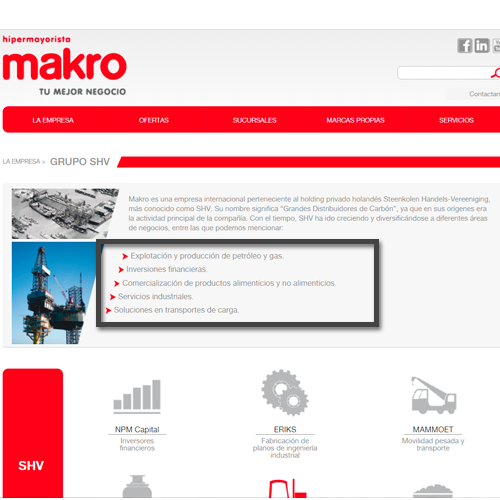 hipermayorista
makro
TU MEJOR NEGOCIO
Contactan
LA EMPRESA
OFERTAS
SUCURSALES
MARCAS PROPIAS
SERVICIOS
LA EMPRESA > GRUPO SHV
Makro es una empresa internacional perteneciente al holding privado holandés Steenkolen Handels-Vereeniging,
más conocido como SHV. Su nombre significa "Grandes Distribuidores de Carbón", ya que en sus orígenes era
la actividad principal de la compañía. Con el tiempo, SHV ha ido creciendo y diversificándose a diferentes áreas
de negocios, entre las que podemos mencionar:
Explotación y producción de petróleo y gas.
Inversiones financieras.
Comercialización de productos alimenticios y no alimenticios.
Servicios industriales.
Soluciones en transportes de carga.
SHV
NPM Capital
Inversores
financieros
ERIKS
Fabricación de
planos de ingeniería
industrial
MAMMOET
Movilidad pesada y
transporte